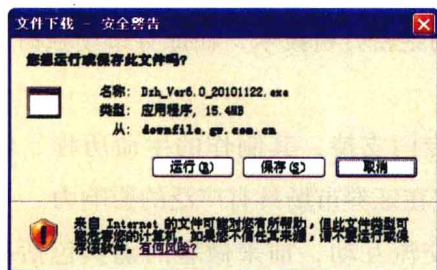 文件下载 - 安全警告
您想运行或保存此文件吗?
名称: Dzh_Ver6.0_20101122.exe
类型: 应用程序, 15.4MB
从: downfile.gw.com.cn
运行(R) 保存(S) 取消
来自 Internet 的文件可能对您有所帮助,但此文件类型可
能危害您的计算机。如果您不信任其来源,请不要运行或保
存该软件。有何风险?